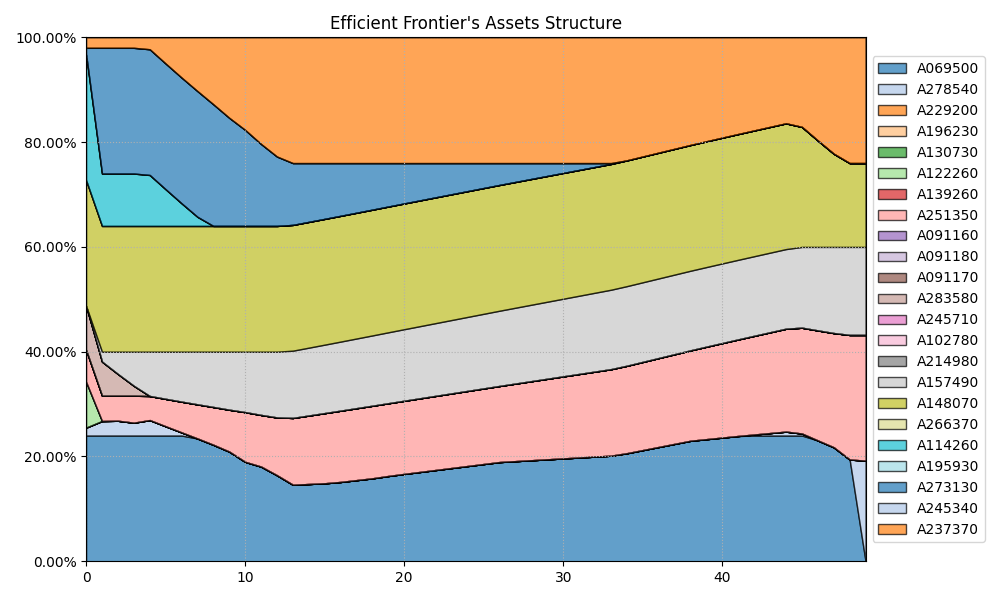 Efficient Frontier's Assets Structure
100.00%
80.00%
60.00%
40.00%
20.00%
0.00%
0
10
20
30
40
A069500
A278540
A229200
A196230
A130730
A122260
A139260
A251350
A091160
A091180
A091170
A283580
A245710
A102780
A214980
A157490
A148070
A266370
A114260
A195930
A273130
A245340
A237370